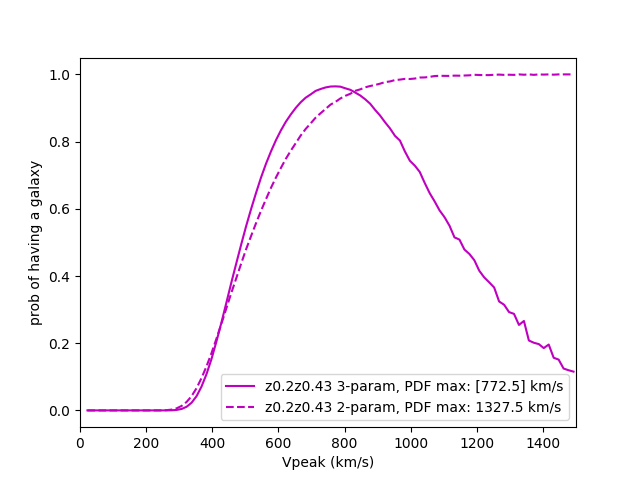 1.0
0.8
0.6
0.4
0.2
0.0
prob of having a galaxy
z0.2z0.43 3-param, PDF max: [772.5] km/s
z0.2z0.43 2-param, PDF max: 1327.5 km/s
0 200 400 600 800 1000 1200 1400
Vpeak (km/s)